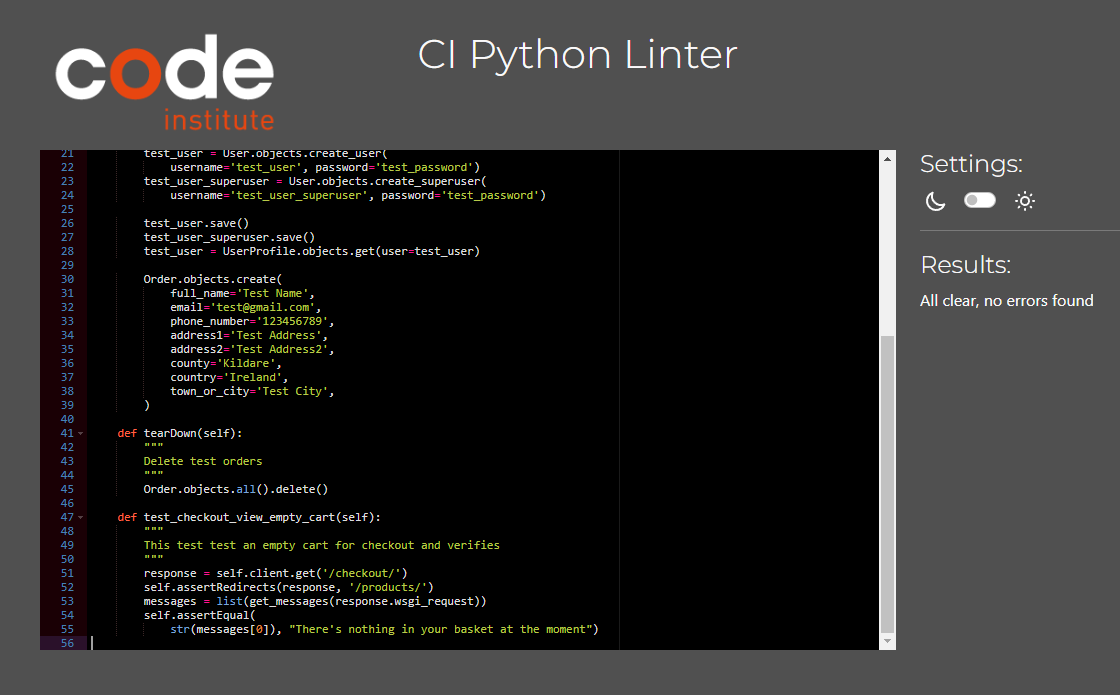 code
institute
CI Python Linter
21 test_user = User.objects.create_user(
22 username='test_user', password='test_password')
23 test_user_superuser = User.objects.create_superuser(
24 username='test_user_superuser', password='test_password')
25
26 test_user.save()
27 test_user_superuser.save()
28 test_user = UserProfile.objects.get(user=test_user)
29
30 Order.objects.create(
31 full_name='Test Name',
32 email='test@gmail.com',
33 phone_number='123456789',
34 address1='Test Address',
35 address2='Test Address2',
36 county='Kildare',
37 country='Ireland',
38 town_or_city='Test City',
39 )
40
41 def tearDown(self):
42 """
43 Delete test orders
44 """
45 Order.objects.all().delete()
46
47 def test_checkout_view_empty_cart(self):
48 """
49 This test test an empty cart for checkout and verifies
50 """
51 response = self.client.get('/checkout/')
52 self.assertRedirects(response, '/products/')
53 messages = list(get_messages(response.wsgi_request))
54 self.assertEqual(
55 str(messages[0]), "There's nothing in your basket at the moment")
56
Settings:
Results:
All clear, no errors found